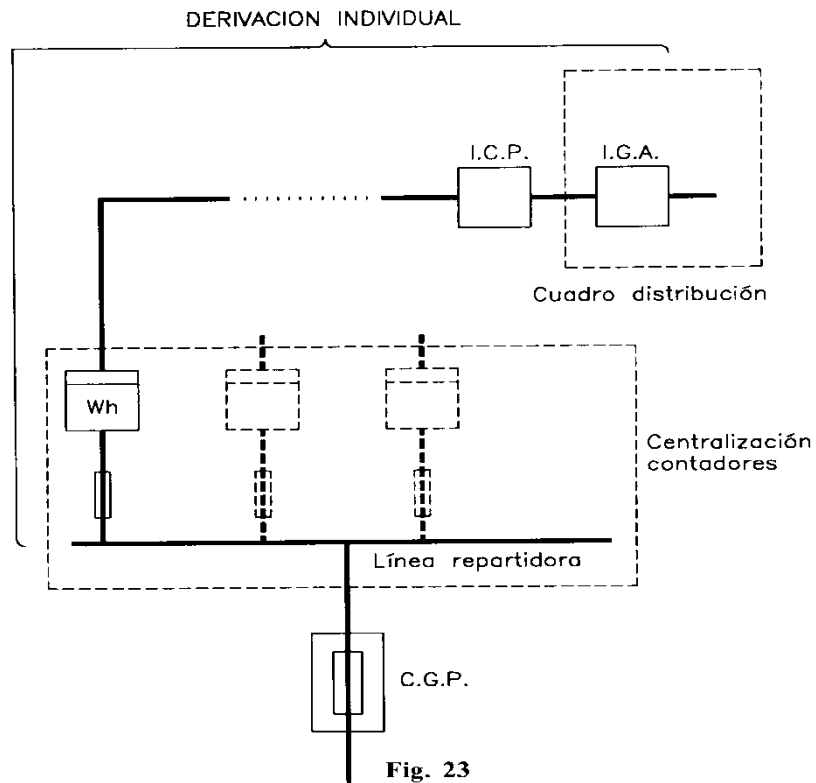 DERIVACION INDIVIDUAL
I.C.P.
I.G.A.
Cuadro distribución
Wh
Centralización
contadores
Línea repartidora
C.G.P.
Fig. 23